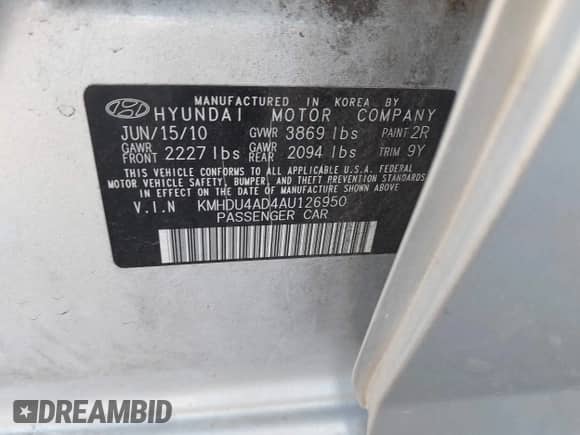 MANUFACTURED IN KOREA BY
HYUNDAI MOTOR COMPANY
JUN/15/10 GVWR 3869 lbs PAINT 2R
GAWR FRONT 2227 lbs GAWR REAR 2094 lbs TRIM 9Y
THIS VEHICLE CONFORMS TO ALL APPLICABLE U.S.A. FEDERAL
MOTOR VEHICLE SAFETY, BUMPER, AND THEFT PREVENTION STANDARDS
IN EFFECT ON THE DATE OF MANUFACTURE SHOWN ABOVE.
V.I.N KMHDU4AD4AU126950
PASSENGER CAR
DREAMBID